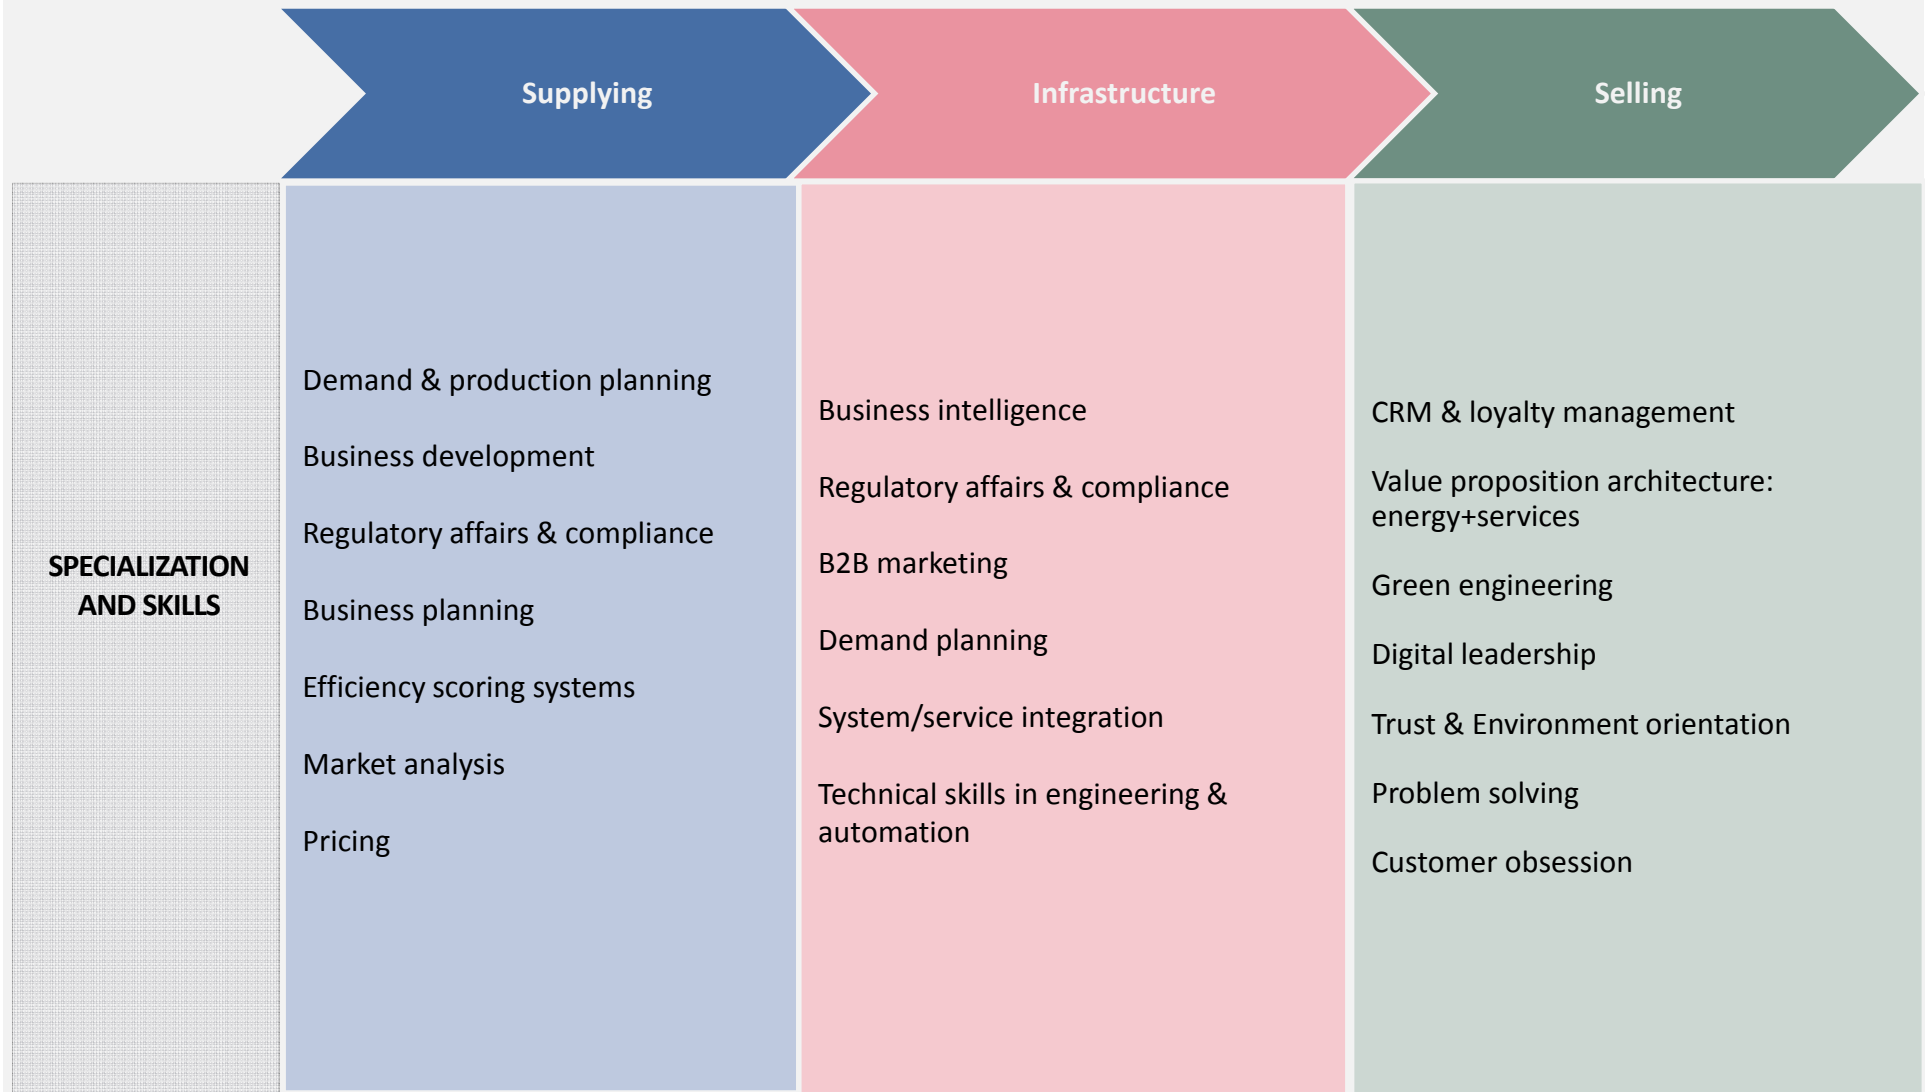 Supplying
Infrastructure
Selling
SPECIALIZATION
AND SKILLS
Demand & production planning
Business development
Regulatory affairs & compliance
Business planning
Efficiency scoring systems
Market analysis
Pricing
Business intelligence
Regulatory affairs & compliance
B2B marketing
Demand planning
System/service integration
Technical skills in engineering &
automation
CRM & loyalty management
Value proposition architecture:
energy+services
Green engineering
Digital leadership
Trust & Environment orientation
Problem solving
Customer obsession